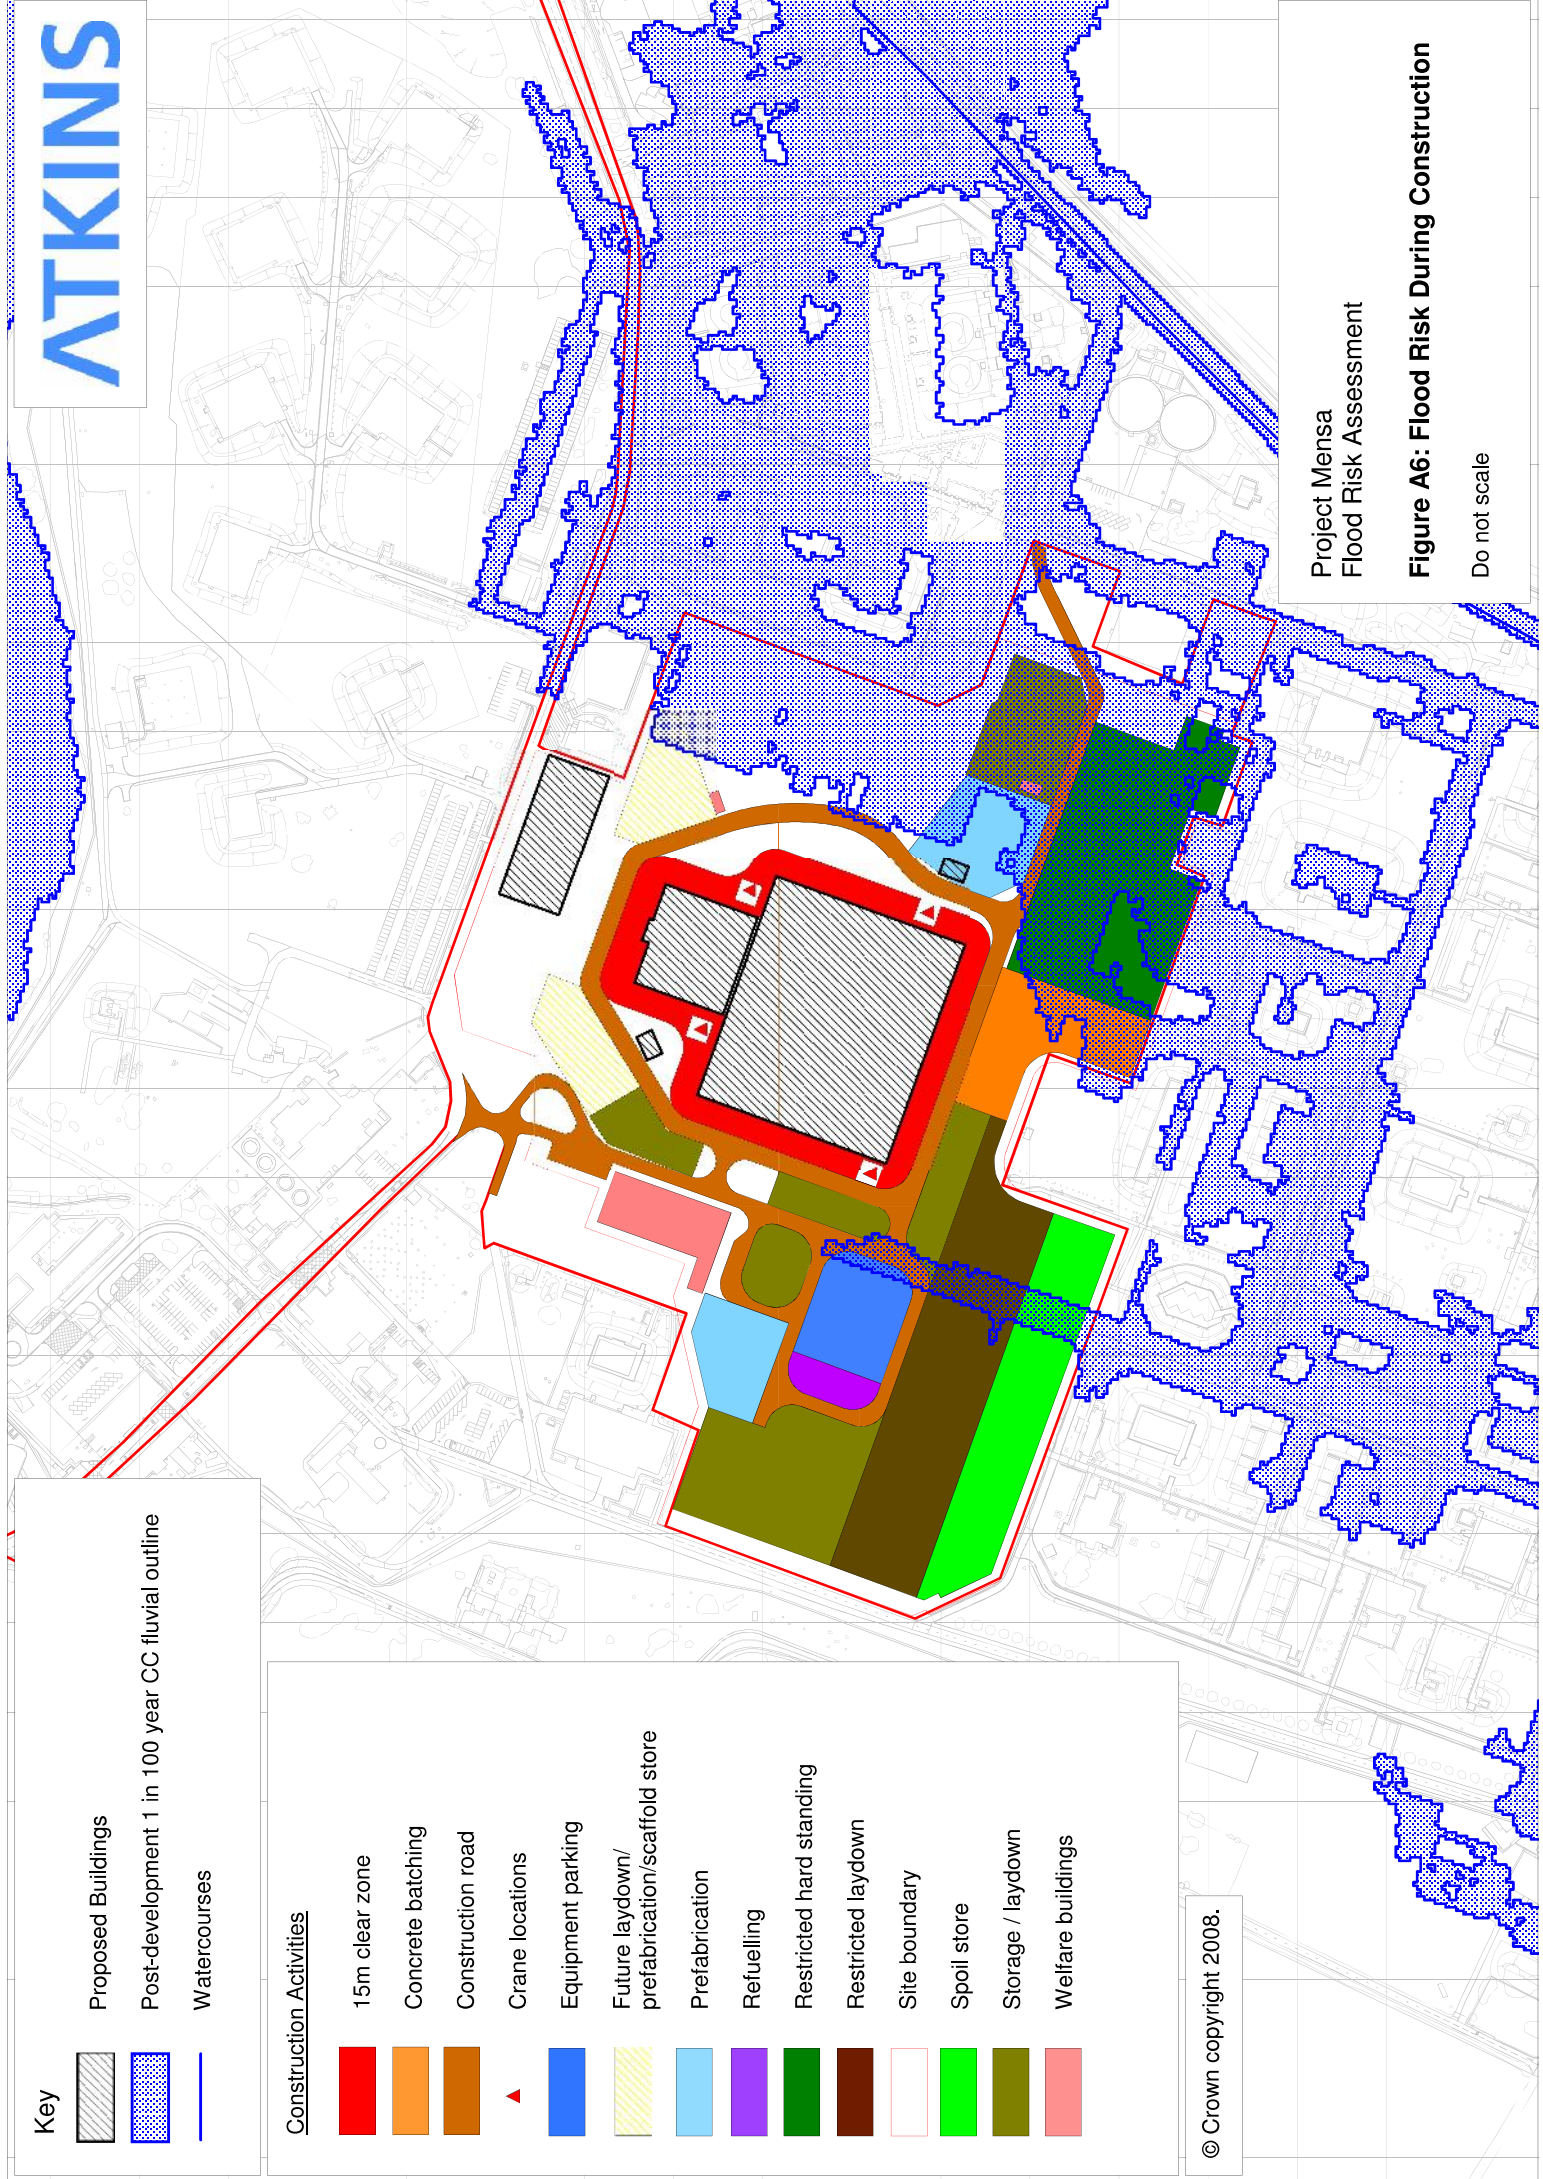 ATKINS
Key
Proposed Buildings
Post-development 1 in 100 year CC fluvial outline
Watercourses
Construction Activities
15m clear zone
Concrete batching
Construction road
Crane locations
Equipment parking
Future laydown/
prefabrication/scaffold store
Prefabrication
Refuelling
Restricted hard standing
Restricted laydown
Site boundary
Spoil store
Storage / laydown
Welfare buildings
© Crown copyright 2008.
Project Mensa
Flood Risk Assessment
Figure A6: Flood Risk During Construction
Do not scale